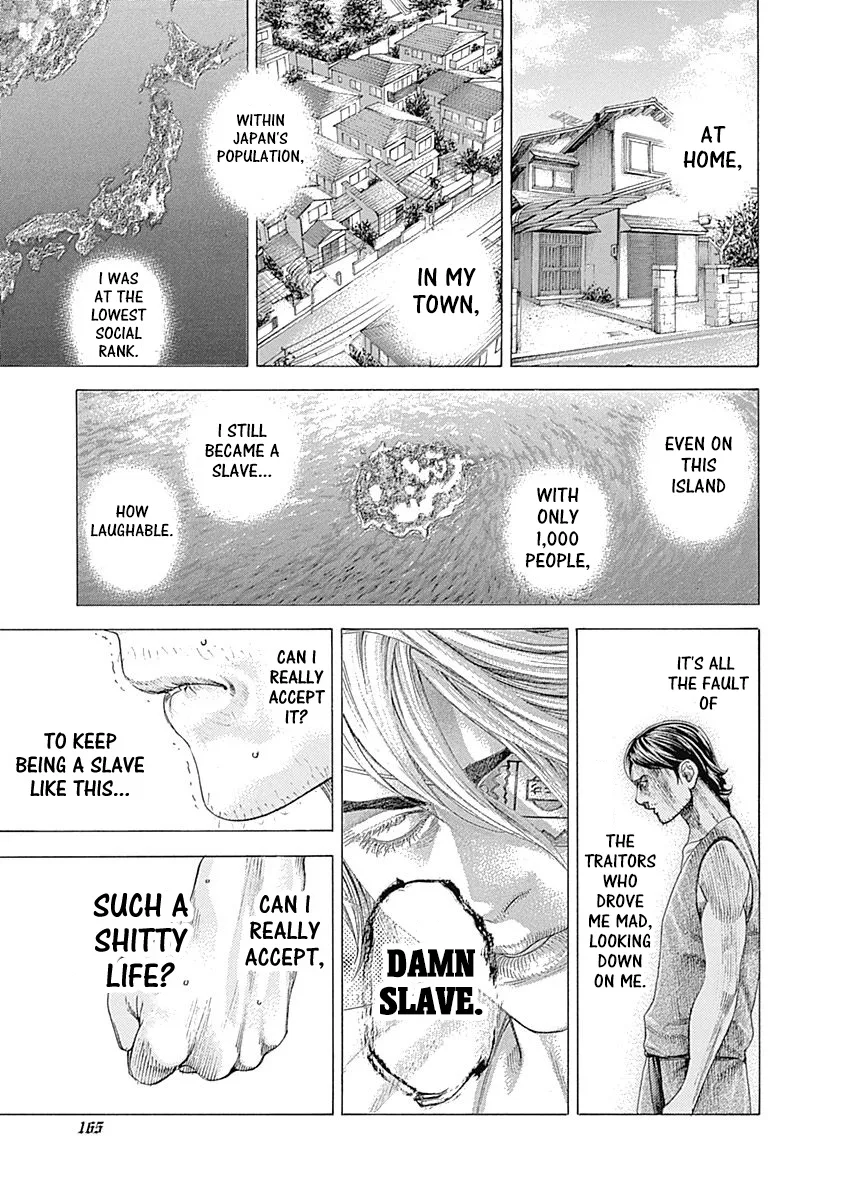 AT
HOME,
IN MY
TOWN,
WITHIN
JAPAN'S
POPULATION,
I WAS
AT THE
LOWEST
SOCIAL
RANK.
EVEN ON
THIS
ISLAND
WITH
ONLY
1,000
PEOPLE,
I STILL
BECAME A
SLAVE...
HOW
LAUGHABLE.
IT'S ALL
THE FAULT
OF
THE
TRAITORS
WHO
DROVE
ME MAD,
LOOKING
DOWN
ON ME.
DAMN
SLAVE.
CAN I
REALLY
ACCEPT
IT?
TO KEEP
BEING A SLAVE
LIKE THIS...
CAN I
REALLY
ACCEPT,
SUCH A
SHITTY
LIFE?
165